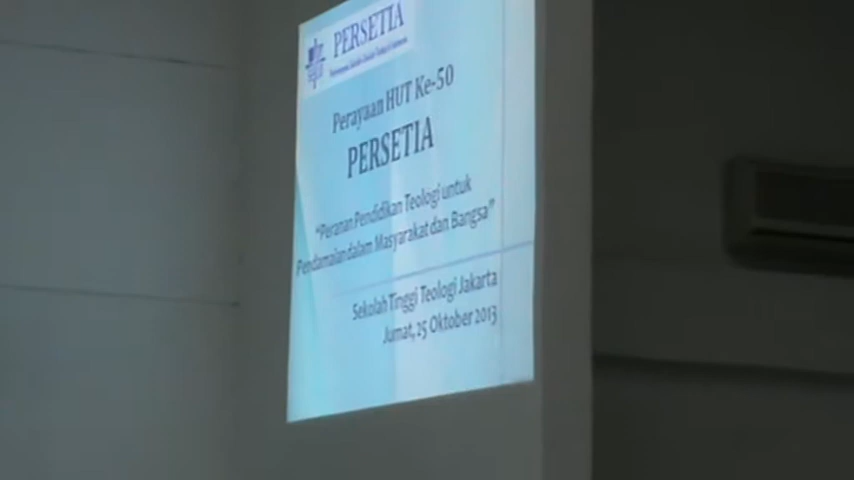 PERSETIA
Perayaan HUT Ke-50
PERSETIA
"Peranan Pendidikan Teologi untuk
Perdamaian dalam Masyarakat dan Bangsa"
Sekolah Tinggi Teologi Jakarta
Jumat, 25 Oktober 2013